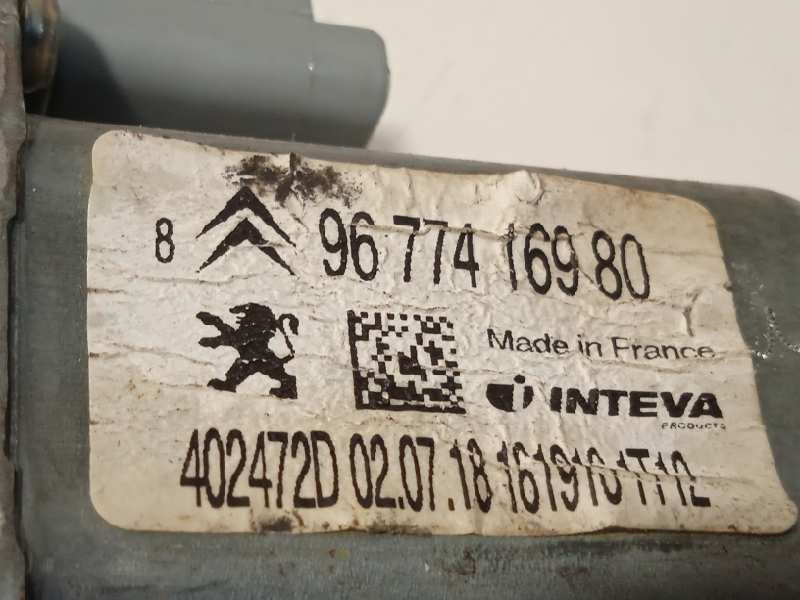 8 96 774 169 80
Made in France
INTEVA
PRODUCTS
402472D 02.07.18